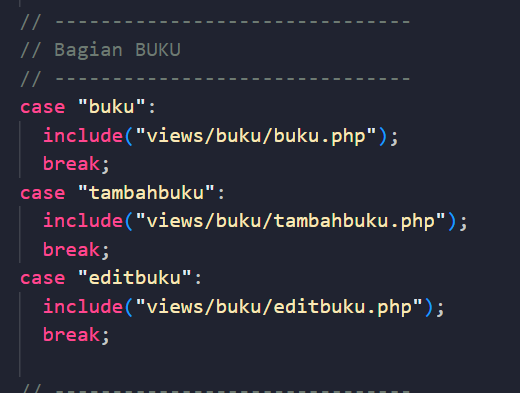 // -------------------------------
// Bagian BUKU
// -------------------------------
case "buku":
  include("views/buku/buku.php");
  break;
case "tambahbuku":
  include("views/buku/tambahbuku.php");
  break;
case "editbuku":
  include("views/buku/editbuku.php");
  break;
// -------------------------------